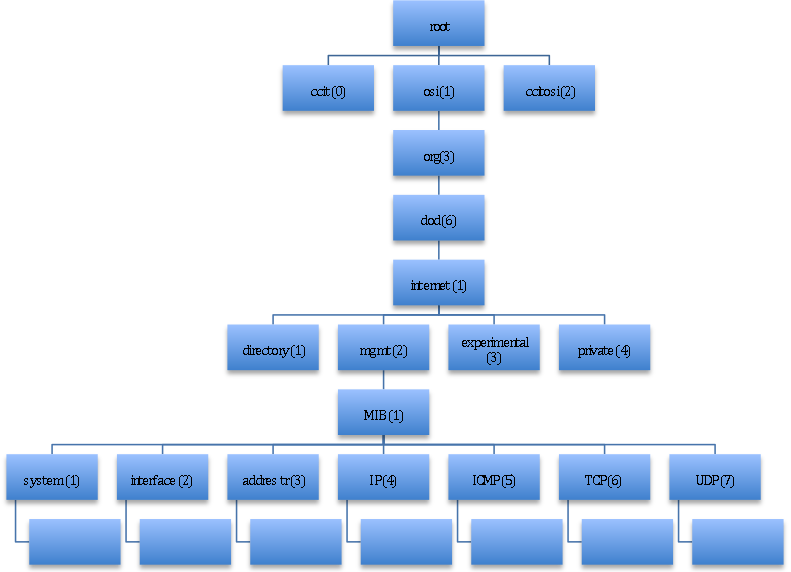 root
ccit(0)
osi(1)
ccitosi(2)
org(3)
dod(6)
internet (1)
directory(1)
mgmt(2)
experimental
(3)
private (4)
MIB (1)
system (1)
interface (2)
addres tr(3)
IP(4)
ICMP(5)
TCP(6)
UDP(7)